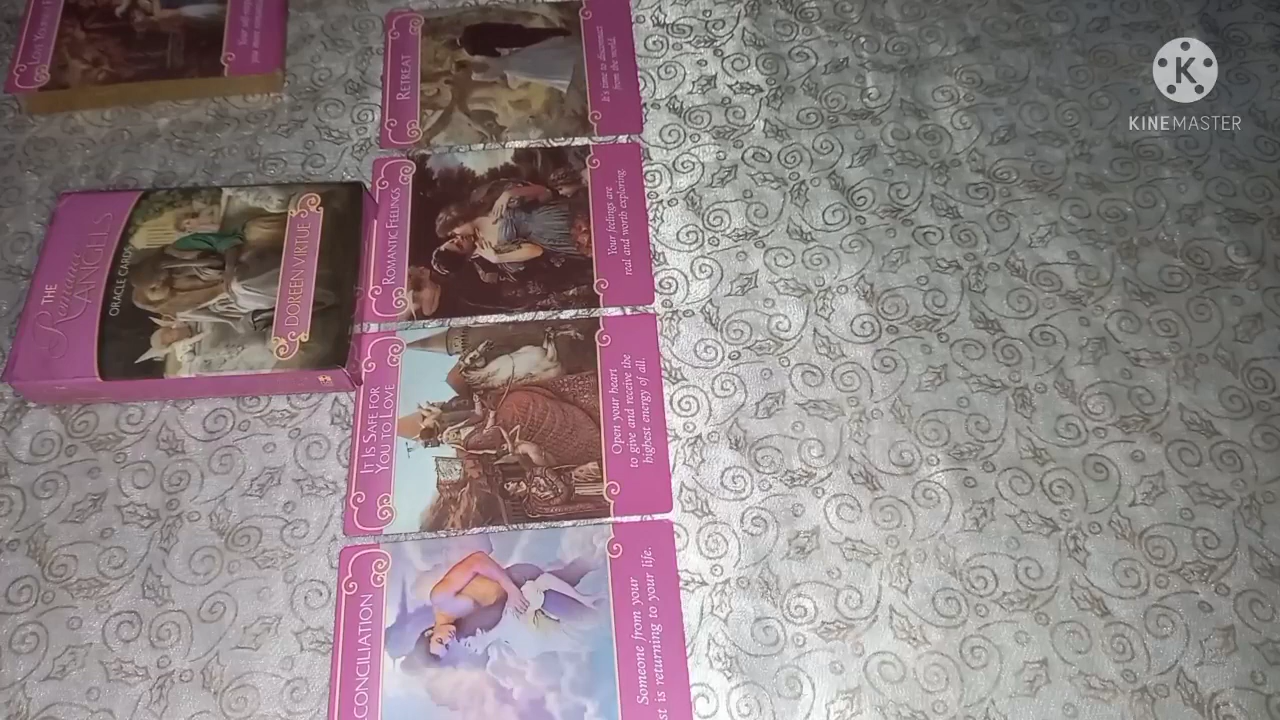 RETREAT
It's time to disconnect
from the world.
ROMANTIC FEELINGS
Your feelings are
real and worth exploring.
THE
Romance
ANGELS
ORACLE CARDS
DOREEN VIRTUE
IT IS SAFE FOR
YOU TO LOVE
Open your heart
to give and receive the
highest energy of all.
CONCILIATION
Someone from your
st is returning to your life.
K
KINEMASTER